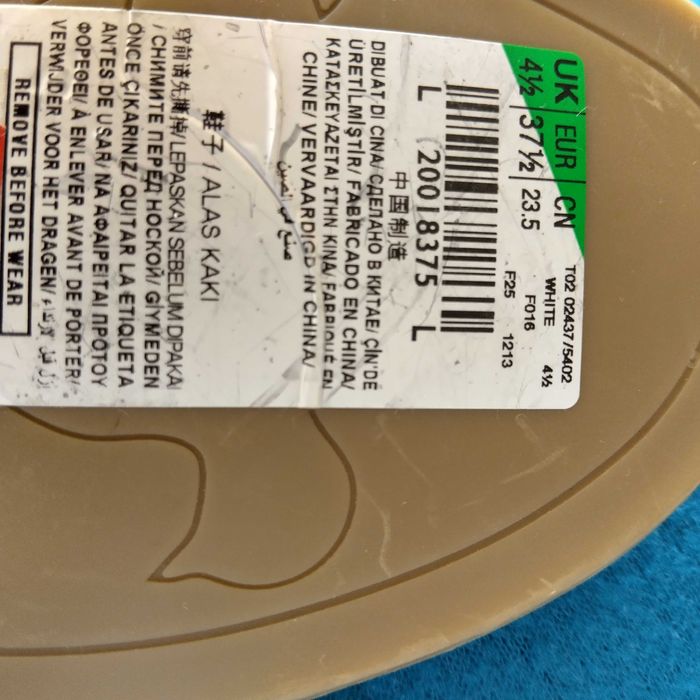 UK | EUR | CN
4½ | 37½ | 23.5
T02 02437/5402
WHITE 4½
F016
F25 1213
L 20018375 L
中国制造
DIBUAT DI CINA/ СДЕЛАНО В КИТАЕ/ ÇİN'DE
ÜRETİLMİŞTİR/ FABRICADO EN CHINA/
ΚΑΤΑΣΚΕΥΑΖΕΤΑΙ ΣΤΗΝ ΚΙΝΑ/ FABRIQUÉ EN
CHINE/ VERVAARDIGD IN CHINA/
صنع في الصين
鞋子 / ALAS KAKI
穿前请先撕掉/ LEPASKAN SEBELUM DIPAKAI
/ СНИМИТЕ ПЕРЕД НОСКОЙ/ GİYMEDEN
ÖNCE ÇIKARINIZ/ QUITAR LA ETIQUETA
ANTES DE USAR/ ΝΑ ΑΦΑΙΡΕΙΤΑΙ ΠΡΟΤΟΥ
ΦΟΡΕΘΕΙ/ À ENLEVER AVANT DE PORTER/
VERWIJDER VOOR HET DRAGEN/
REMOVE BEFORE WEAR